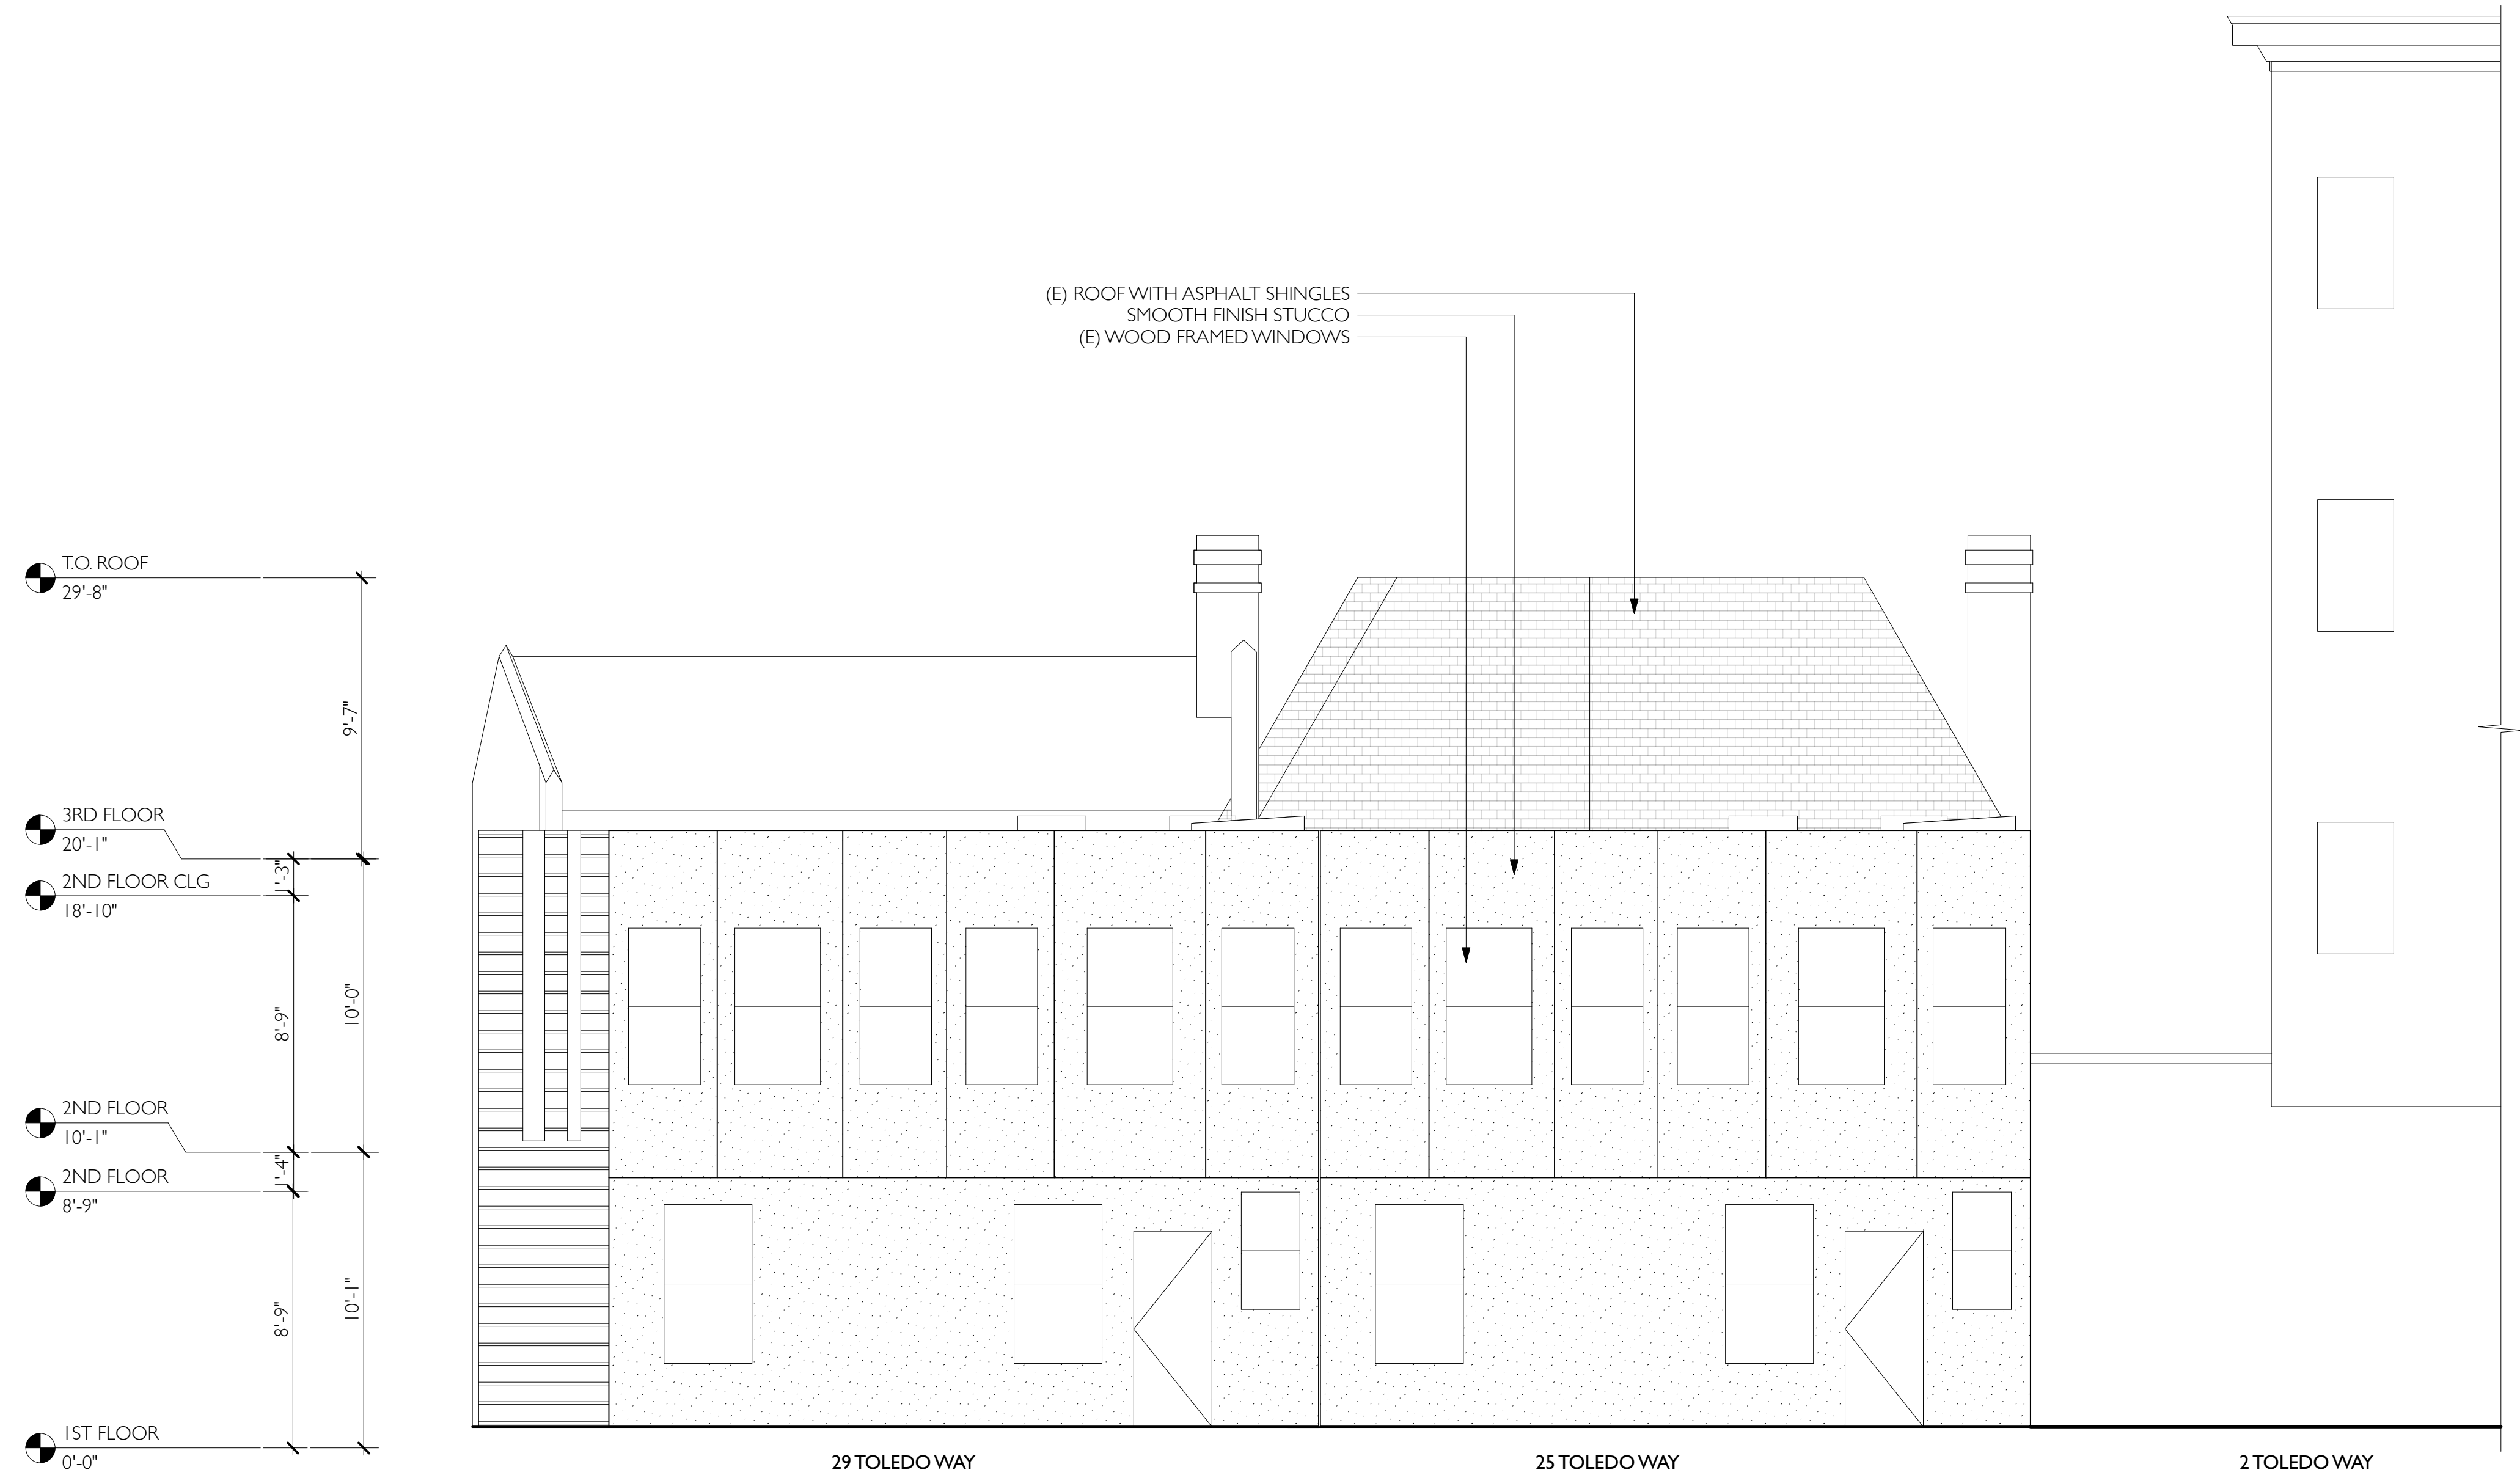 (E) ROOF WITH ASPHALT SHINGLES
SMOOTH FINISH STUCCO
(E) WOOD FRAMED WINDOWS
T.O. ROOF
29'-8"
9'-7"
3RD FLOOR
20'-1"
1'-3"
2ND FLOOR CLG
18'-10"
8'-9"
10'-0"
2ND FLOOR
10'-1"
1'-4"
2ND FLOOR
8'-9"
8'-9"
10'-1"
1ST FLOOR
0'-0"
29 TOLEDO WAY
25 TOLEDO WAY
2 TOLEDO WAY